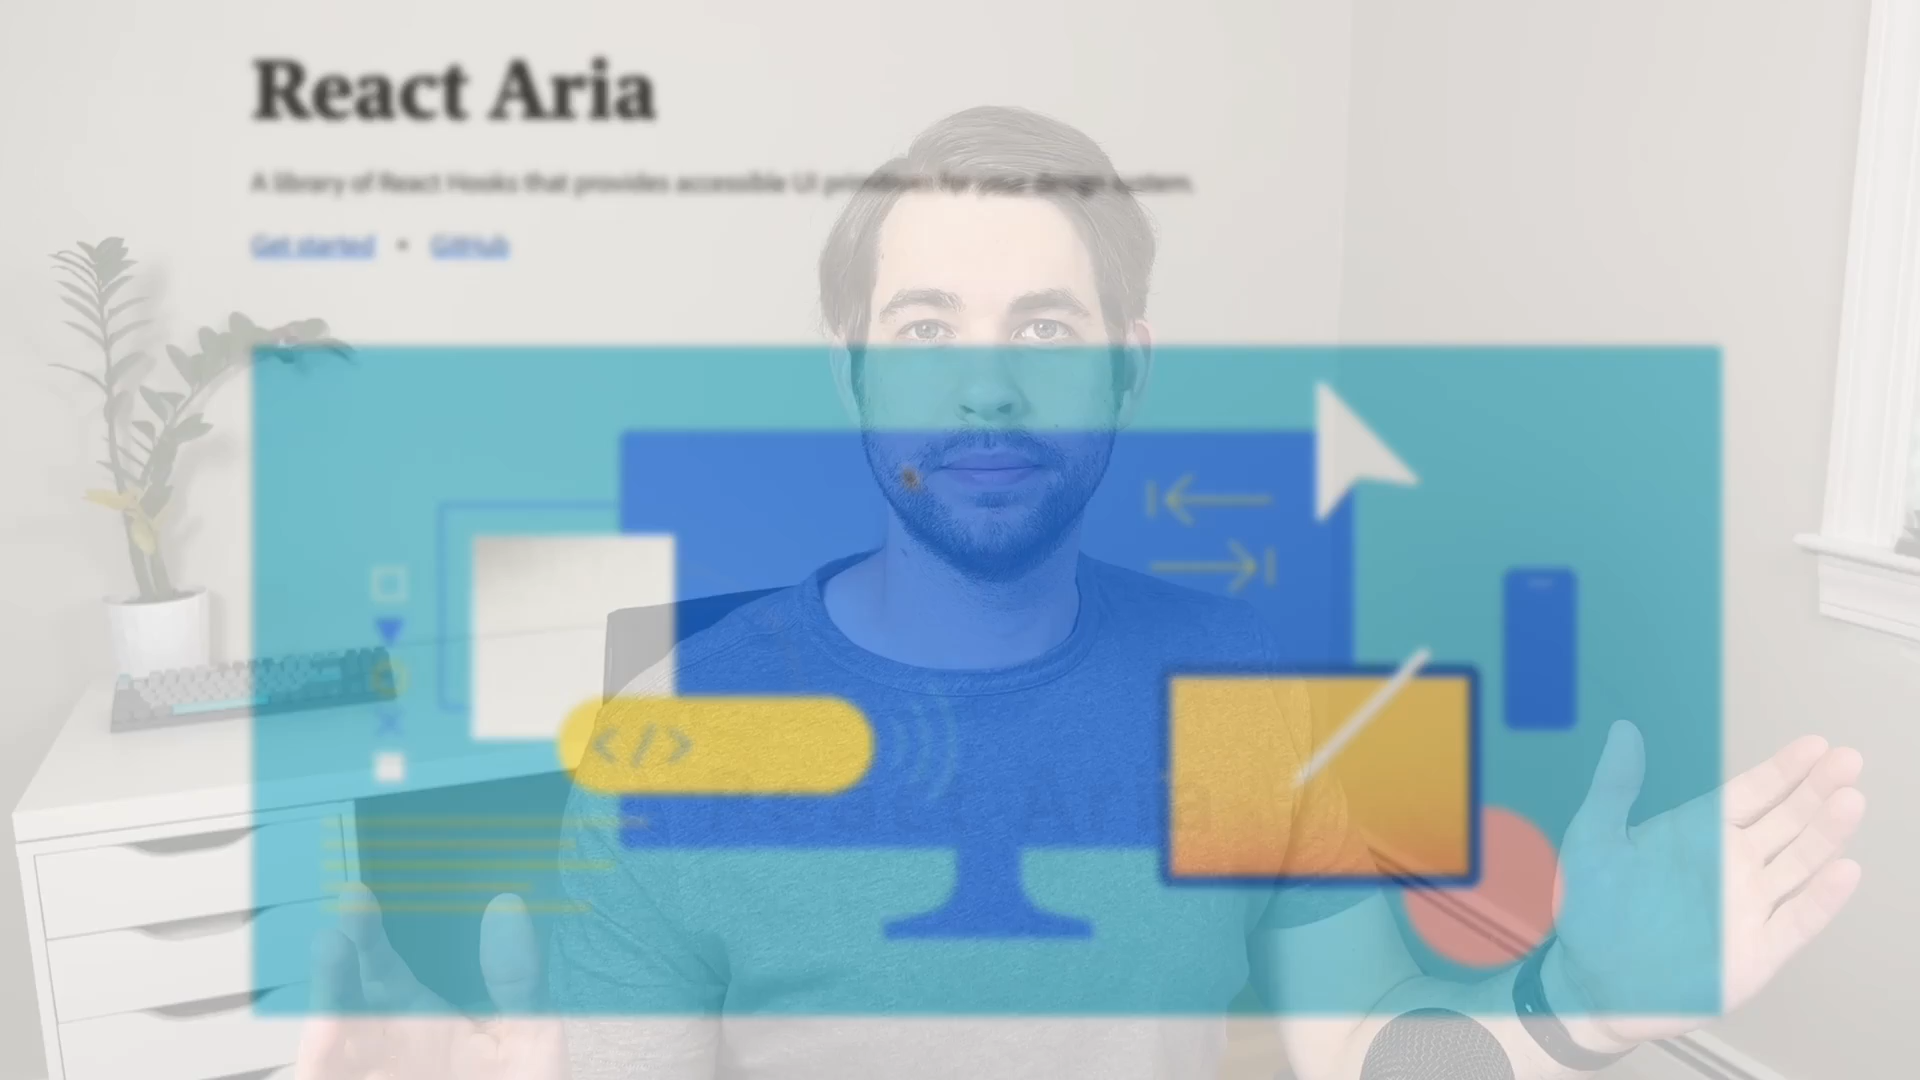 React Aria
A library of React Hooks that provides accessible UI primitives for your design system.
Get started • GitHub
</>